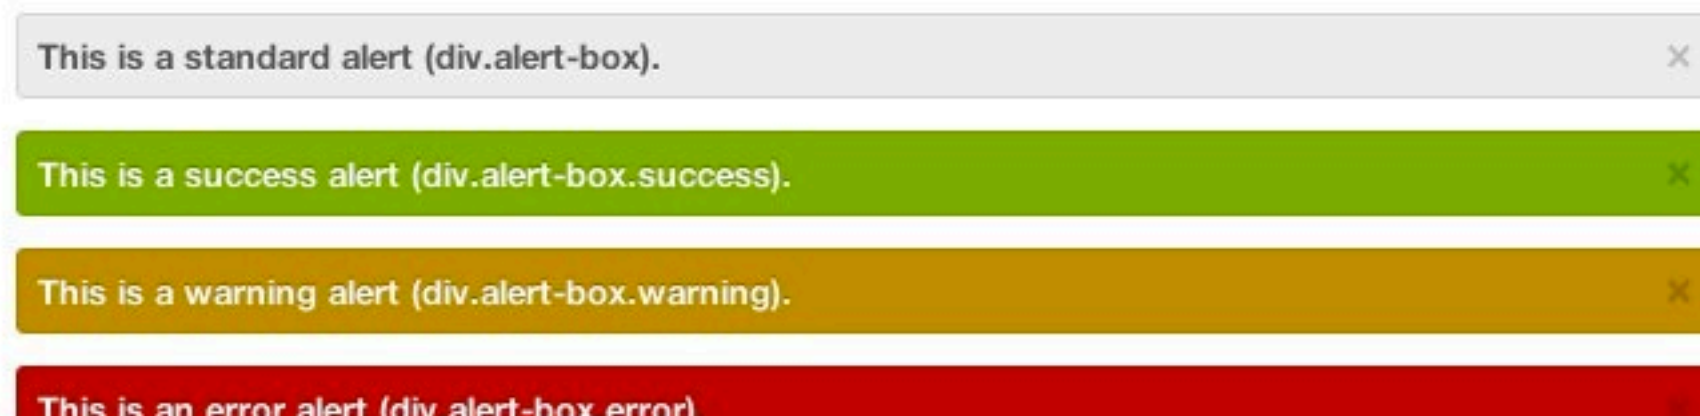 This is a standard alert (div.alert-box).
×
This is a success alert (div.alert-box.success).
×
This is a warning alert (div.alert-box.warning).
×
This is an error alert (div.alert-box.error)